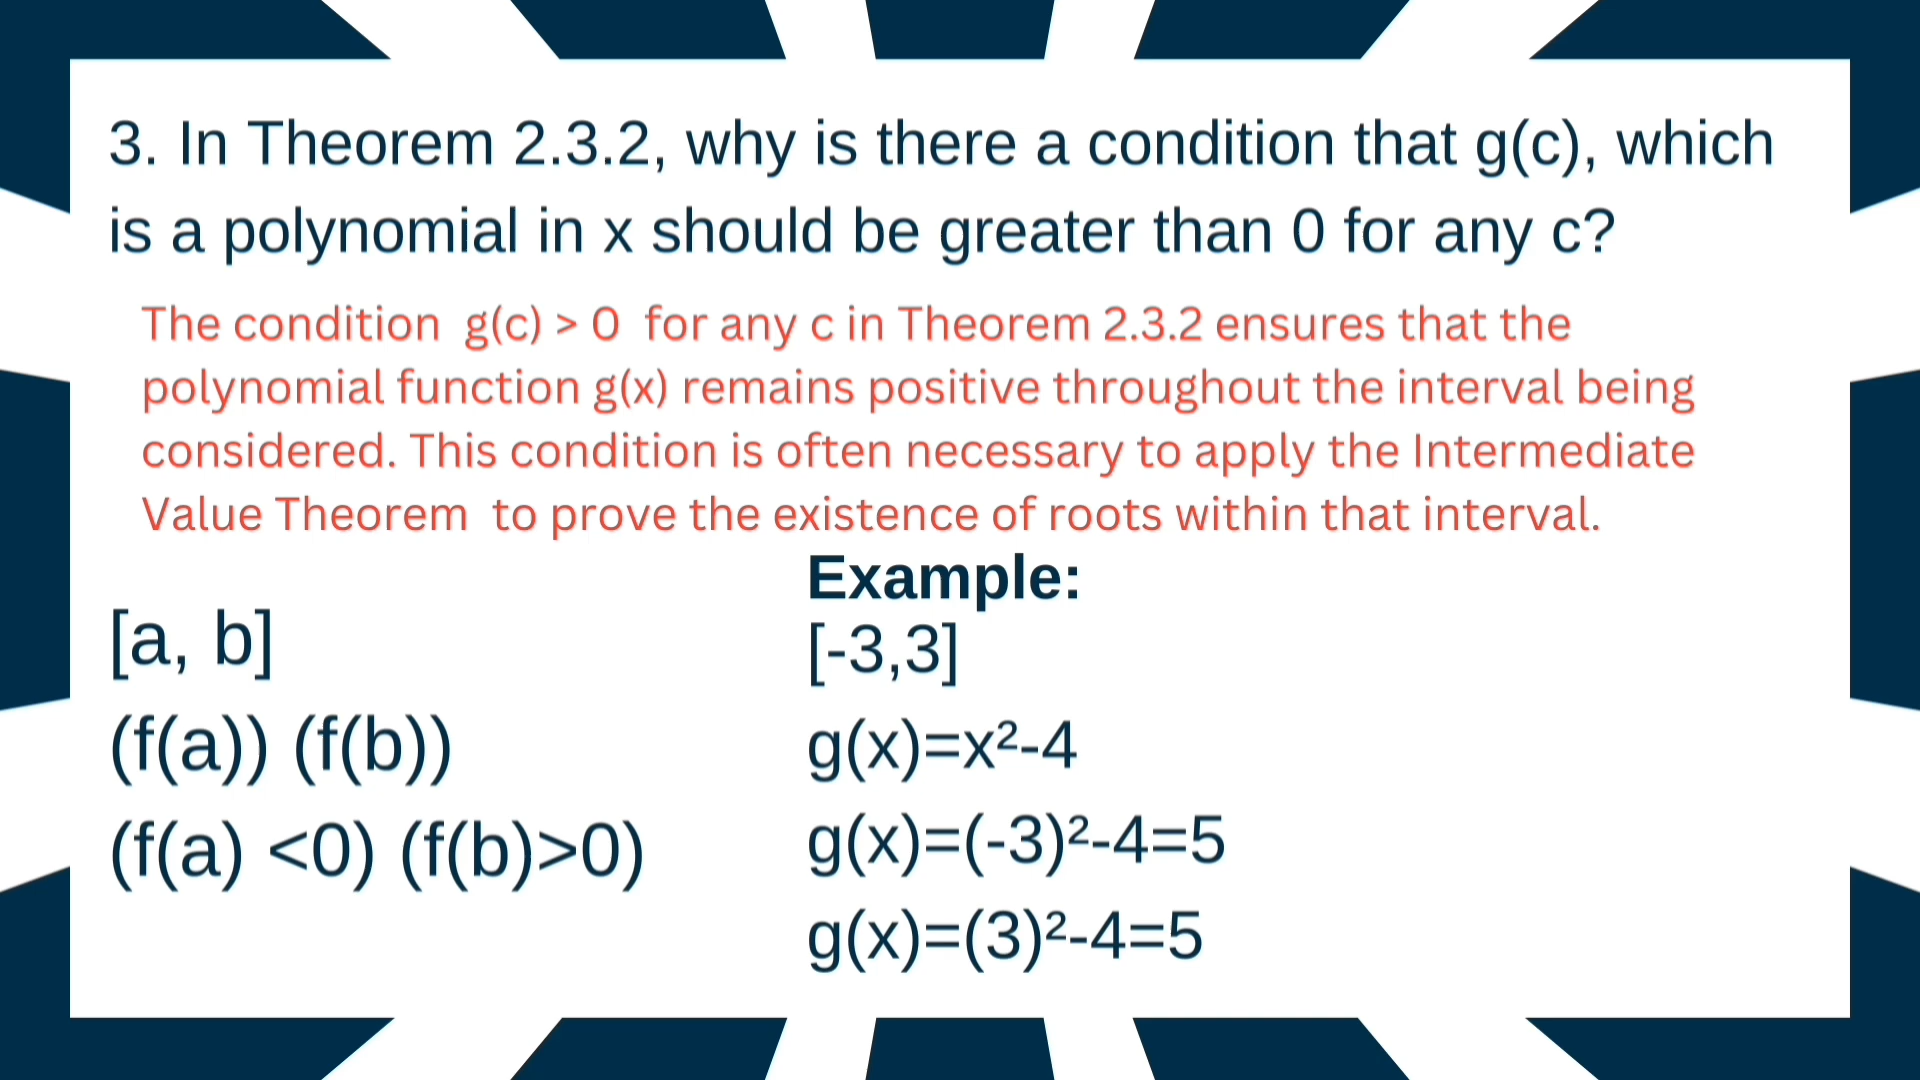 3. In Theorem 2.3.2, why is there a condition that g(c), which
is a polynomial in x should be greater than 0 for any c?
The condition g(c) > 0 for any c in Theorem 2.3.2 ensures that the
polynomial function g(x) remains positive throughout the interval being
considered. This condition is often necessary to apply the Intermediate
Value Theorem to prove the existence of roots within that interval.
[a, b]
(f(a)) (f(b))
(f(a) <0) (f(b)>0)
Example:
[-3,3]
g(x)=x²-4
g(x)=(-3)²-4=5
g(x)=(3)²-4=5